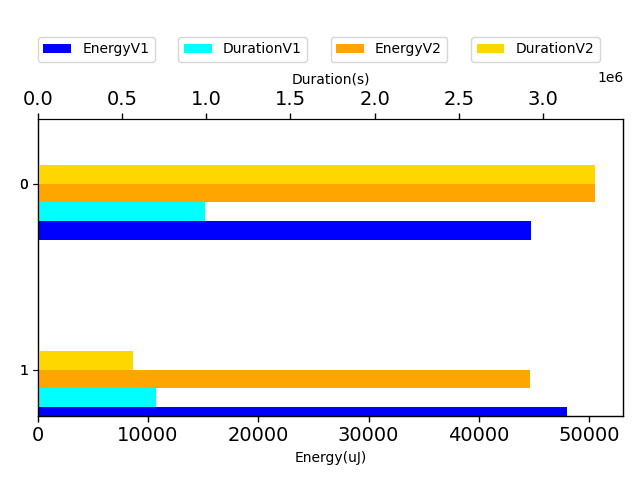 EnergyV1 DurationV1 EnergyV2 DurationV2
Duration(s)
1e6
0.0 0.5 1.0 1.5 2.0 2.5 3.0
0
1
0 10000 20000 30000 40000 50000
Energy(uJ)